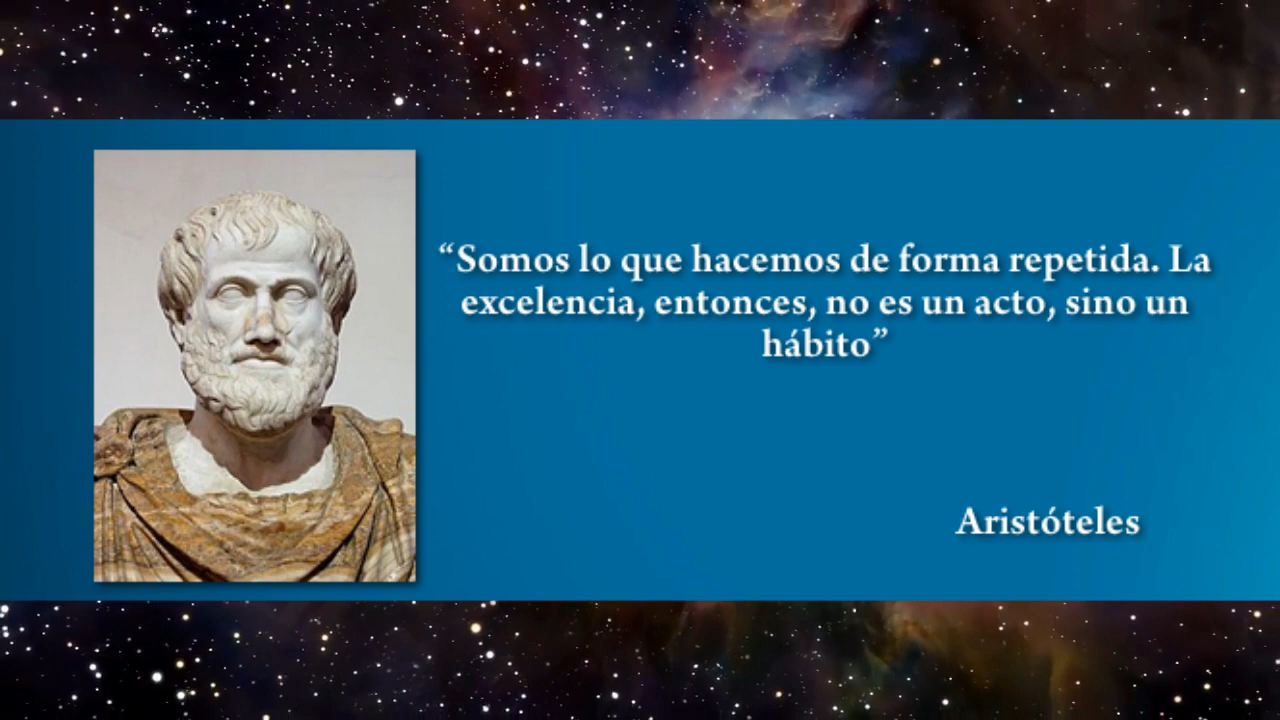 “Somos lo que hacemos de forma repetida. La
excelencia, entonces, no es un acto, sino un
hábito”
Aristóteles